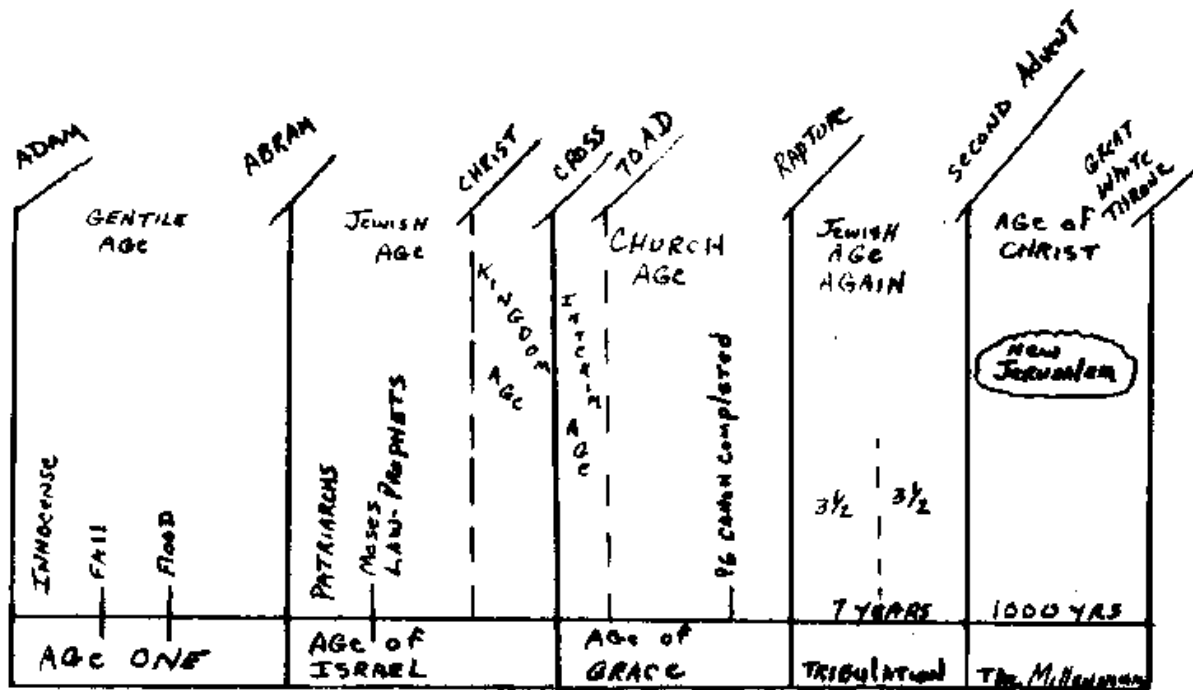 ADAM
ABRAM
CHRIST
CROSS
70 A.D
RAPTURE
SECOND AdveNT
GREAT
WHITE
THRONE
GENTILE
AGe
JewisH
AGe
KINGDOM
AGe
INTeRIM
AGe
CHURCH
AGe
JewisH
AGe
AGAIN
AGe of
CHRIST
New
JeRusAlem
INNOCENSE
FAll
FlooD
PATRIARCHS
Moses
LAW-PROPHETS
96 CANON Completed
3½
3½
7 YEARS
1000 YRS
AGe ONE
AGe of
ISRAEL
AGe of
GRACE
TRIBULATION
The Millennium